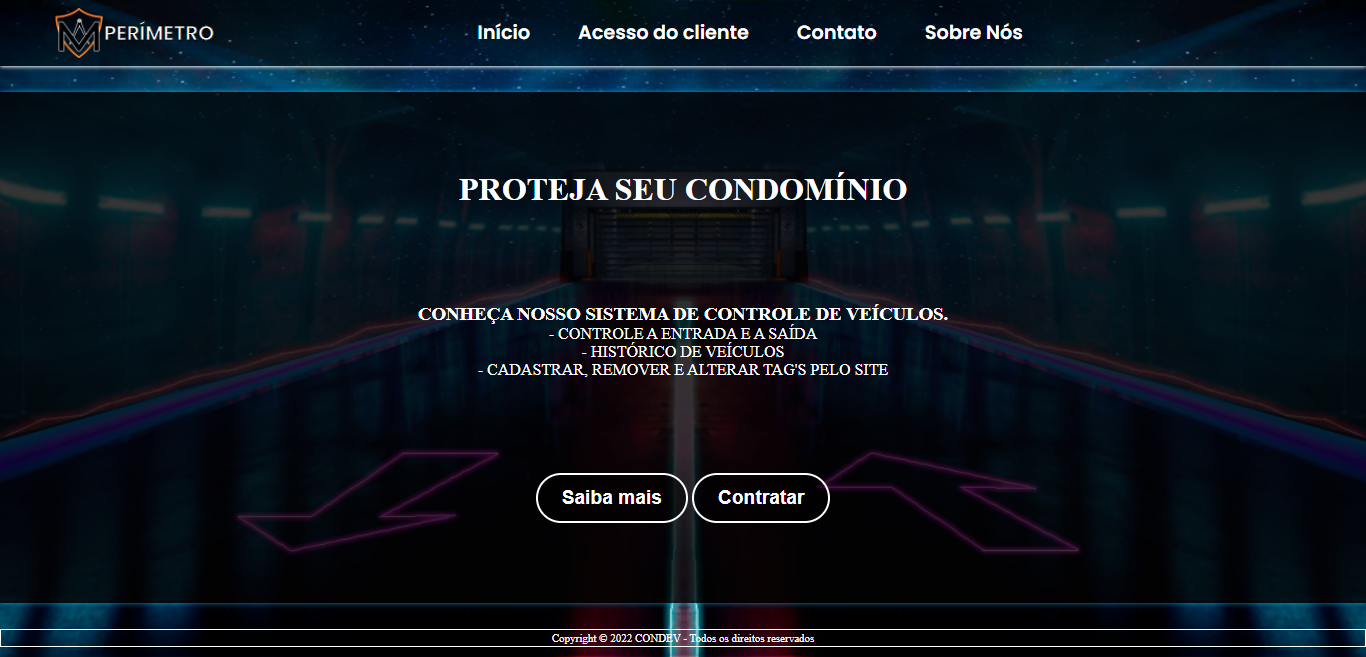 PERÍMETRO
Início Acesso do cliente Contato Sobre Nós
PROTEJA SEU CONDOMÍNIO
CONHEÇA NOSSO SISTEMA DE CONTROLE DE VEÍCULOS.
- CONTROLE A ENTRADA E A SAÍDA
- HISTÓRICO DE VEÍCULOS
- CADASTRAR, REMOVER E ALTERAR TAG'S PELO SITE
Saiba mais Contratar
Copyright © 2022 CONDEV - Todos os direitos reservados